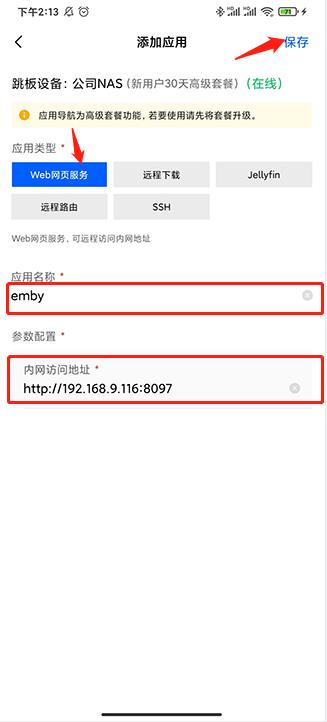 下午2:13
71
添加应用
保存
跳板设备：公司NAS (新用户30天高级套餐) (在线)
应用导航为高级套餐功能，若要使用请先将套餐升级。
应用类型 *
Web网页服务 远程下载 Jellyfin
远程路由 SSH
Web网页服务，可远程访问内网地址
应用名称 *
emby
参数配置 *
内网访问地址 *
http://192.168.9.116:8097